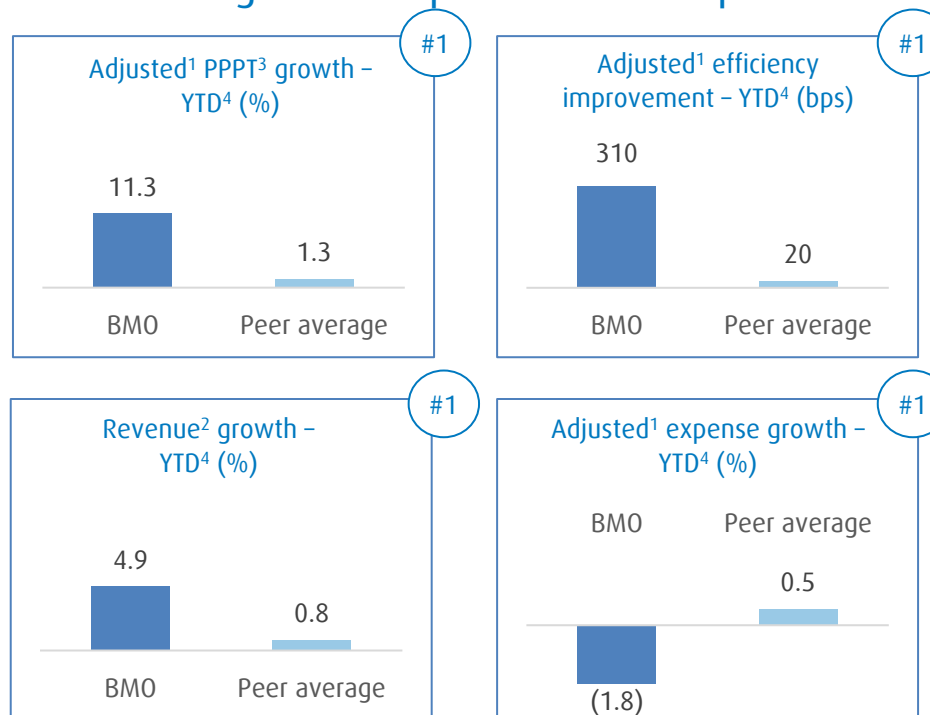 #1
Adjusted¹ PPPT³ growth –
YTD⁴ (%)
11.3
1.3
BMO Peer average
#1
Adjusted¹ efficiency
improvement – YTD⁴ (bps)
310
20
BMO Peer average
#1
Revenue² growth –
YTD⁴ (%)
4.9
0.8
BMO Peer average
#1
Adjusted¹ expense growth –
YTD⁴ (%)
BMO Peer average
0.5
(1.8)